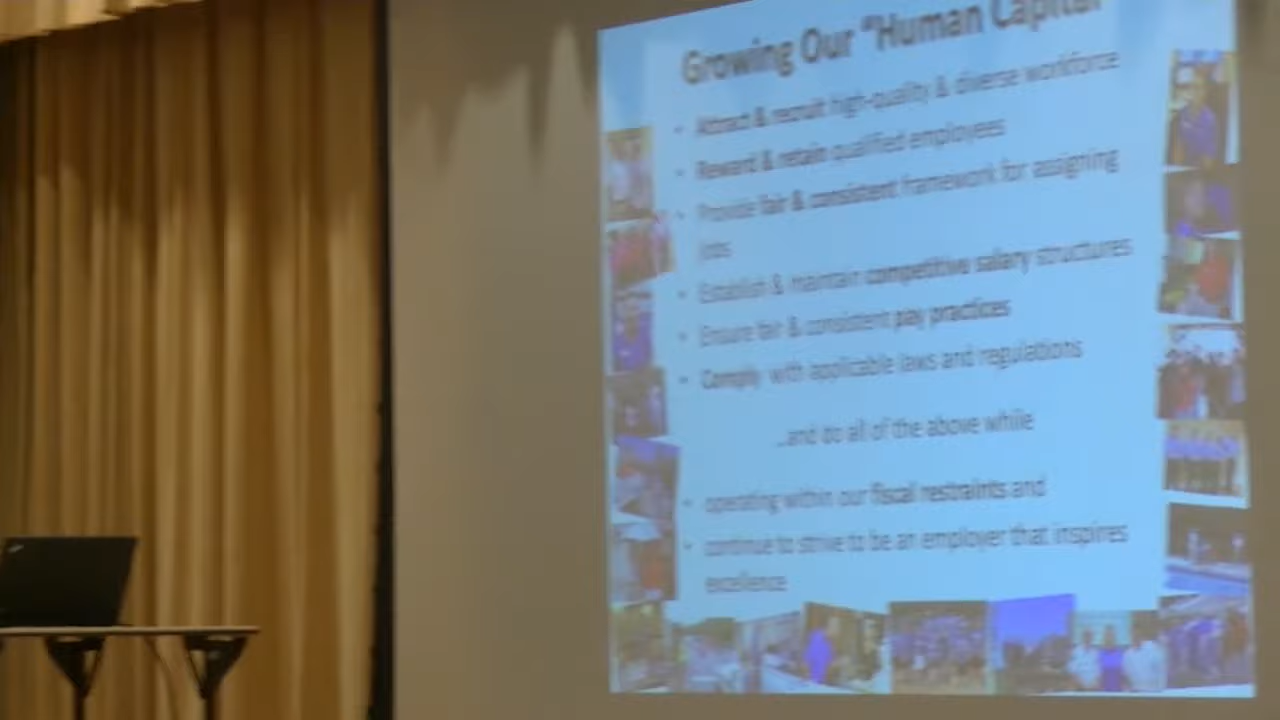 Growing Our "Human Capital
• Attract & recruit high-quality & diverse workforce
• Reward & retain qualified employees
• Provide fair & consistent framework for assigning
jobs
• Establish & maintain competitive salary structures
• Ensure fair & consistent pay practices
• Comply with applicable laws and regulations
...and do all of the above while
• operating within our fiscal restraints and
• continue to strive to be an employer that inspires
excellence